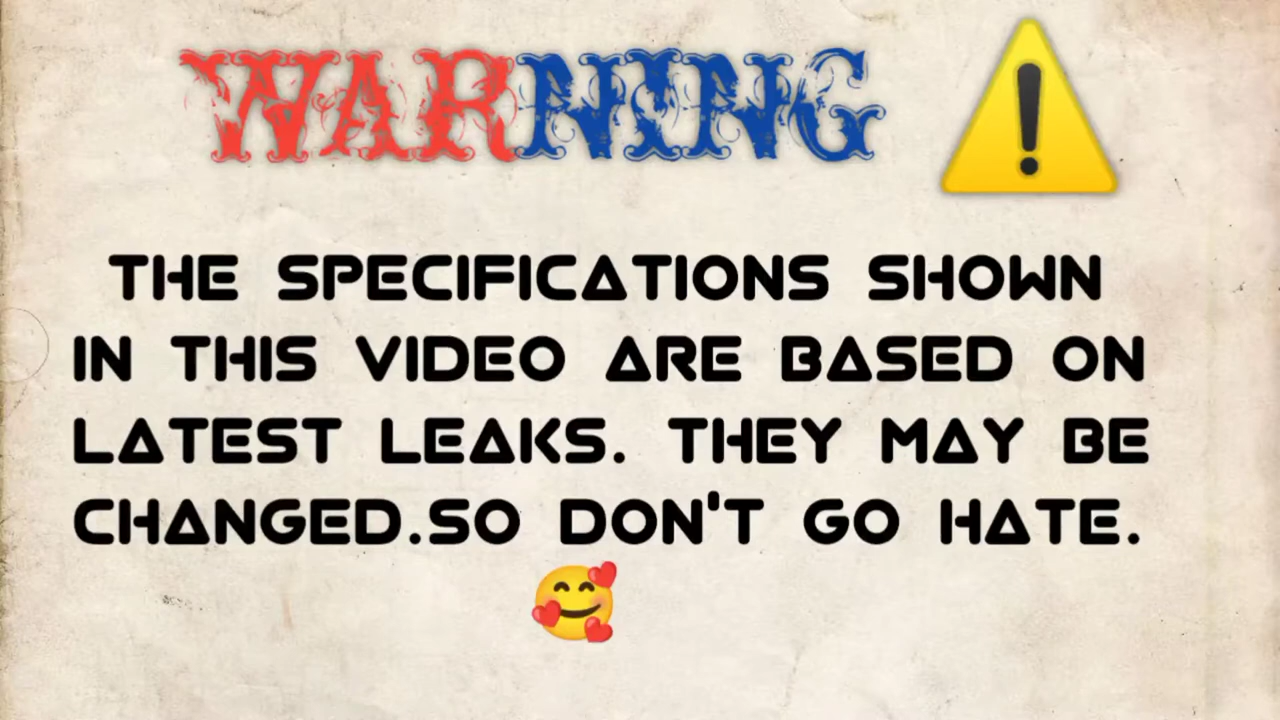 WARNING ⚠️
THE SPECIFICATIONS SHOWN
IN THIS VIDEO ARE BASED ON
LATEST LEAKS. THEY MAY BE
CHANGED.SO DON'T GO HATE.
🥰